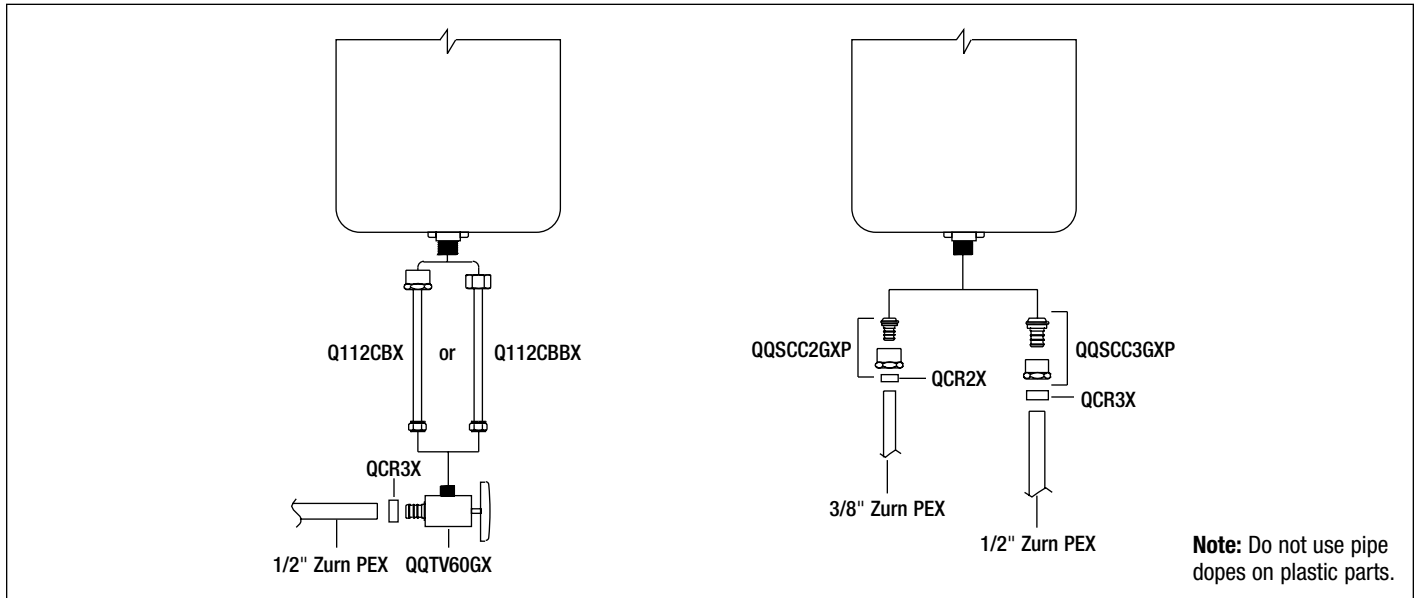 Q112CBX or Q112CBBX
QCR3X
1/2" Zurn PEX QQTV60GX
QQSCC2GXP
QCR2X
3/8" Zurn PEX
QQSCC3GXP
QCR3X
1/2" Zurn PEX
Note: Do not use pipe
dopes on plastic parts.